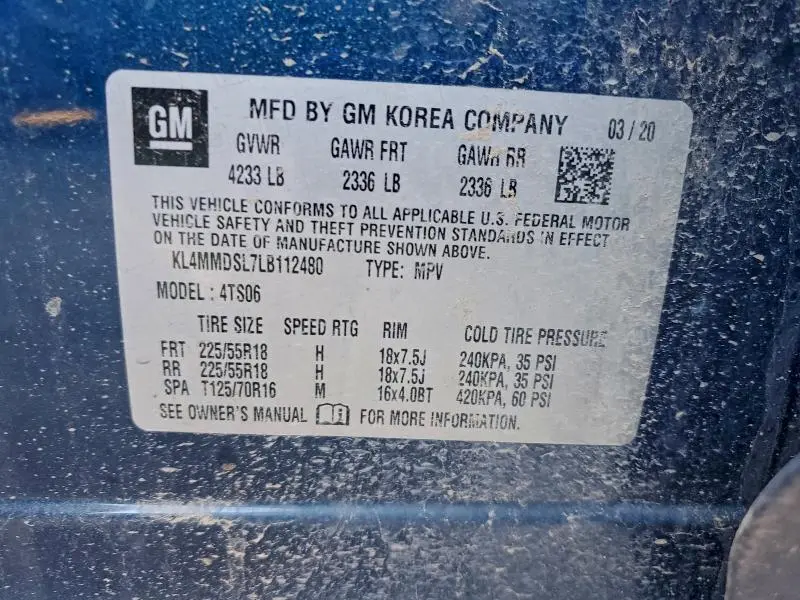 GM MFD BY GM KOREA COMPANY 03/20
GVWR GAWR FRT GAWR RR
4233 LB 2336 LB 2336 LB
THIS VEHICLE CONFORMS TO ALL APPLICABLE U.S. FEDERAL MOTOR
VEHICLE SAFETY AND THEFT PREVENTION STANDARDS IN EFFECT
ON THE DATE OF MANUFACTURE SHOWN ABOVE.
KL4MMDSL7LB112480 TYPE: MPV
MODEL: 4TS06
TIRE SIZE SPEED RTG RIM COLD TIRE PRESSURE
FRT 225/55R18 H 18x7.5J 240KPA, 35 PSI
RR 225/55R18 H 18x7.5J 240KPA, 35 PSI
SPA T125/70R16 M 16x4.0BT 420KPA, 60 PSI
SEE OWNER'S MANUAL FOR MORE INFORMATION.